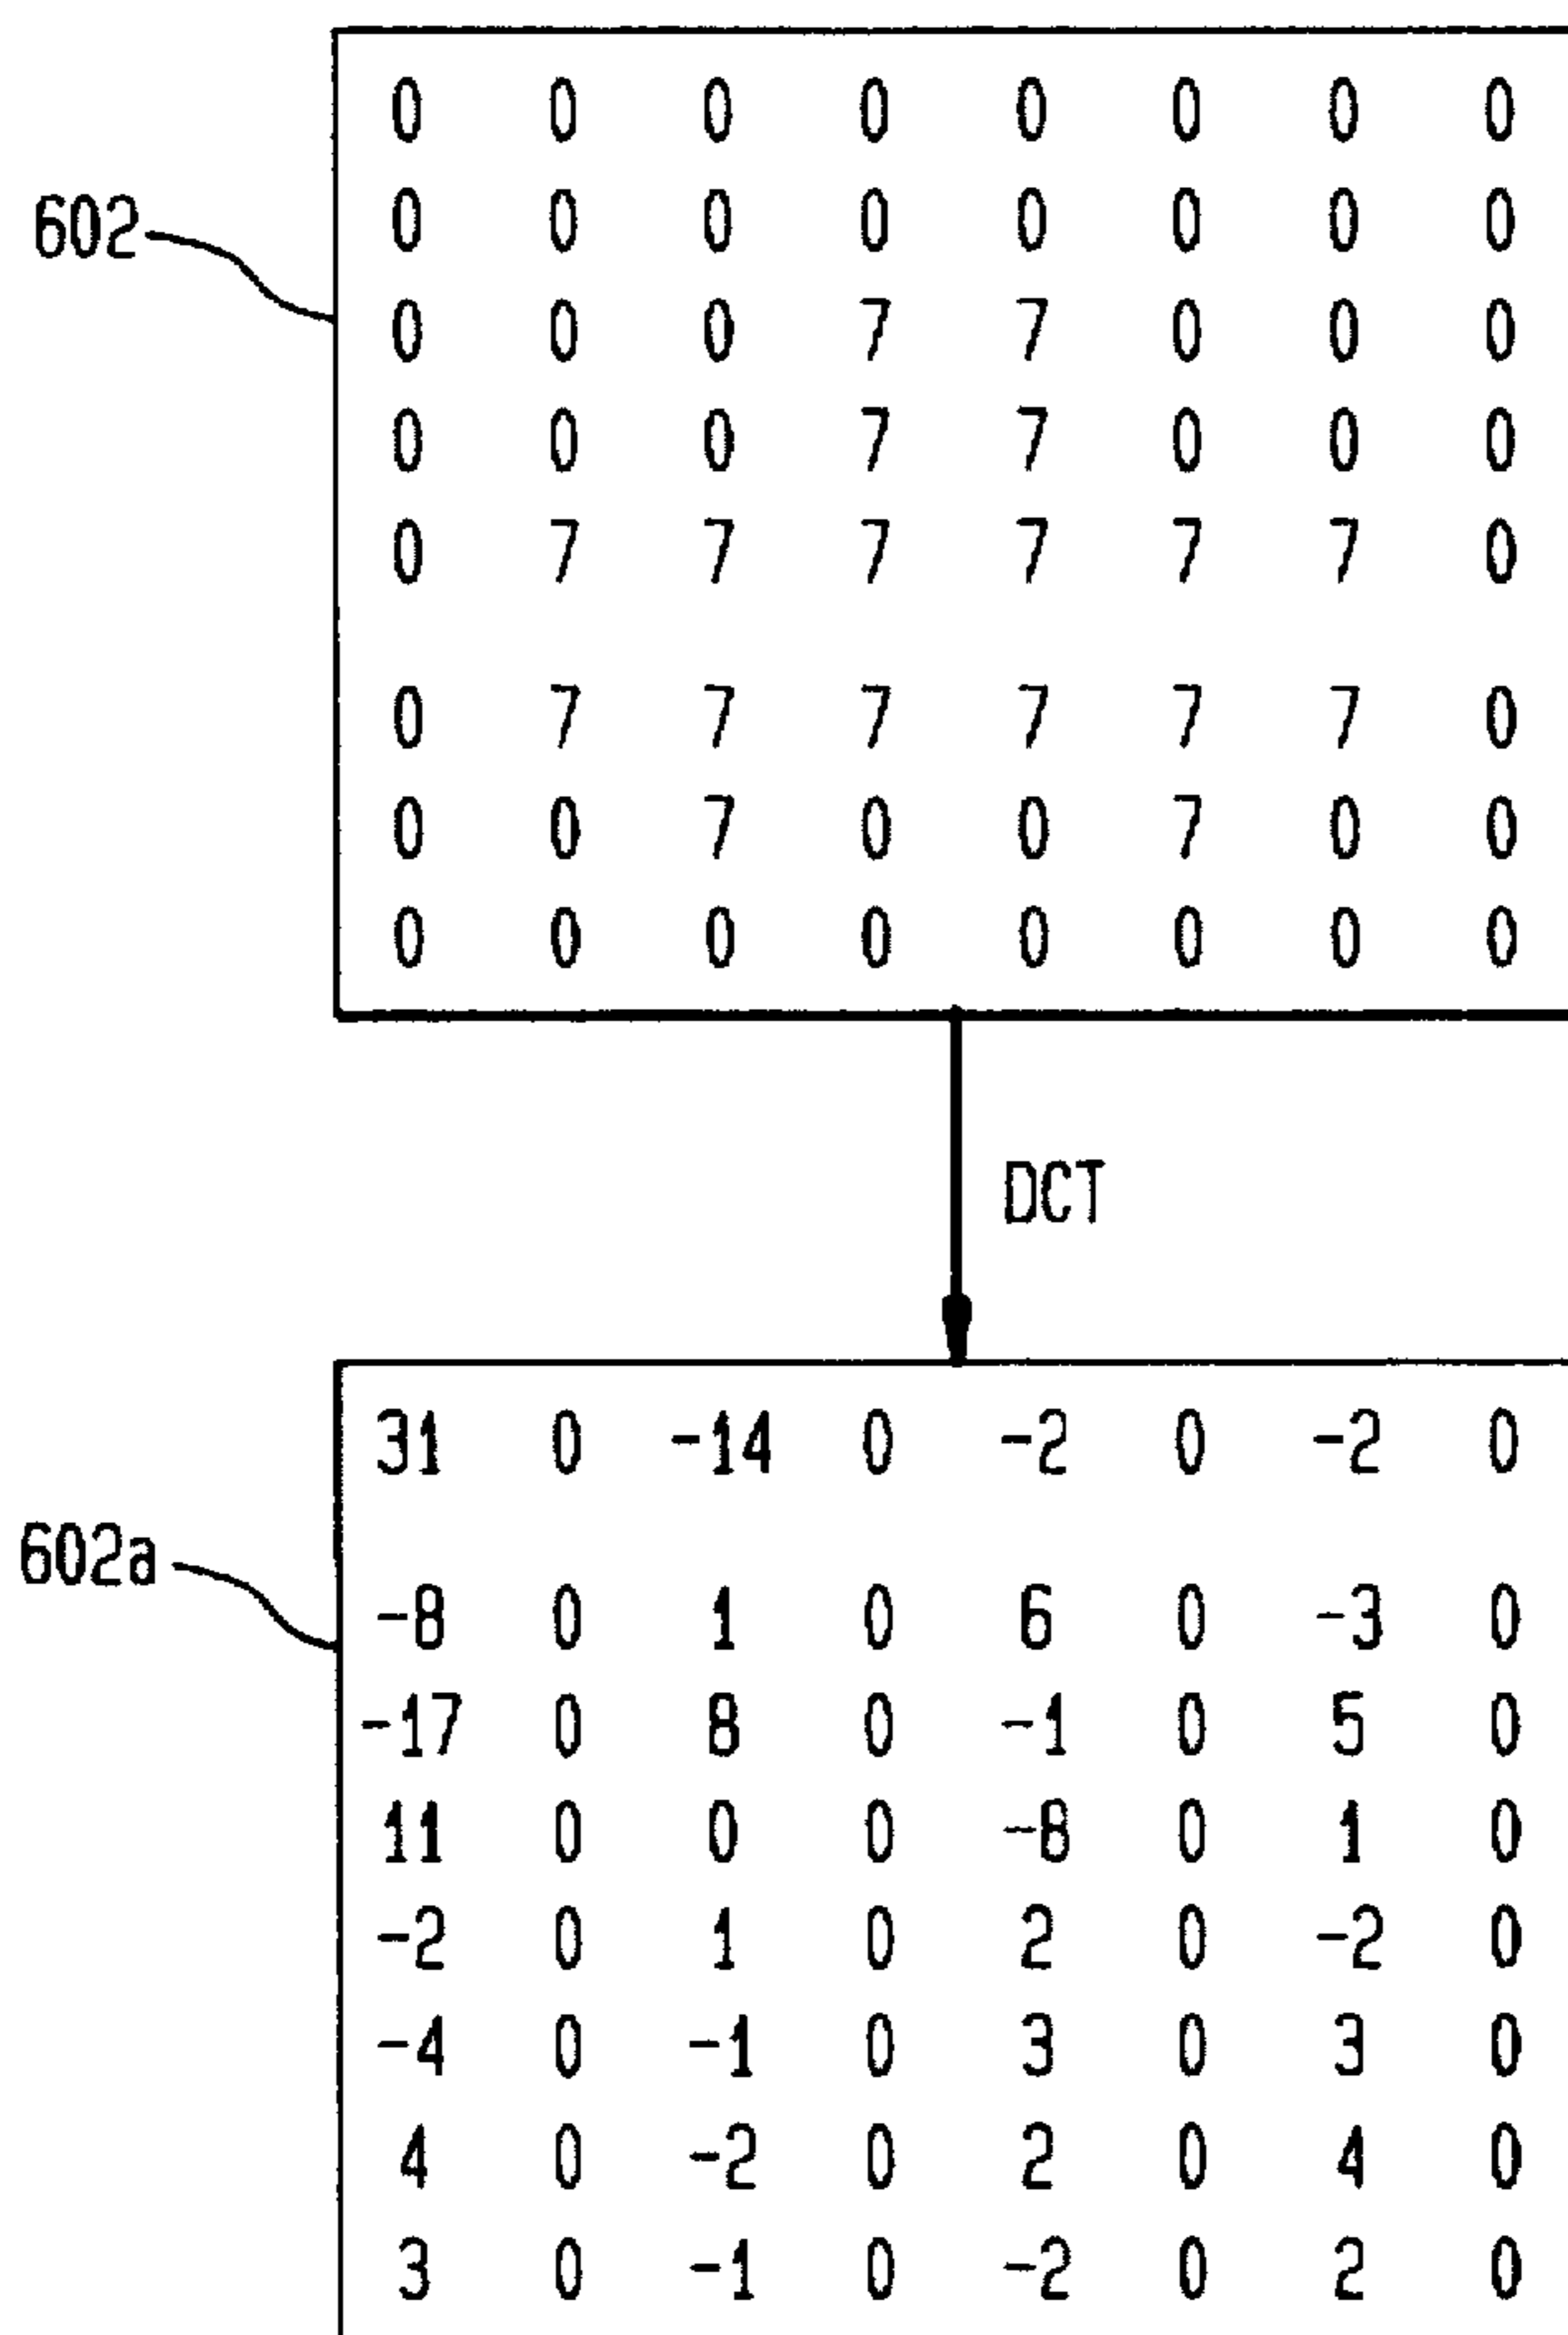 0 0 0 0 0 0 0 0
602
0 0 0 0 0 0 0 0
0 0 0 7 7 0 0 0
0 0 0 7 7 0 0 0
0 7 7 7 7 7 7 0
0 7 7 7 7 7 7 0
0 0 7 0 0 7 0 0
0 0 0 0 0 0 0 0
DCT
31 0 -14 0 -2 0 -2 0
602a
-8 0 1 0 6 0 -3 0
-17 0 8 0 -1 0 5 0
11 0 0 0 -8 0 1 0
-2 0 1 0 2 0 -2 0
-4 0 -1 0 3 0 3 0
4 0 -2 0 2 0 4 0
3 0 -1 0 -2 0 2 0